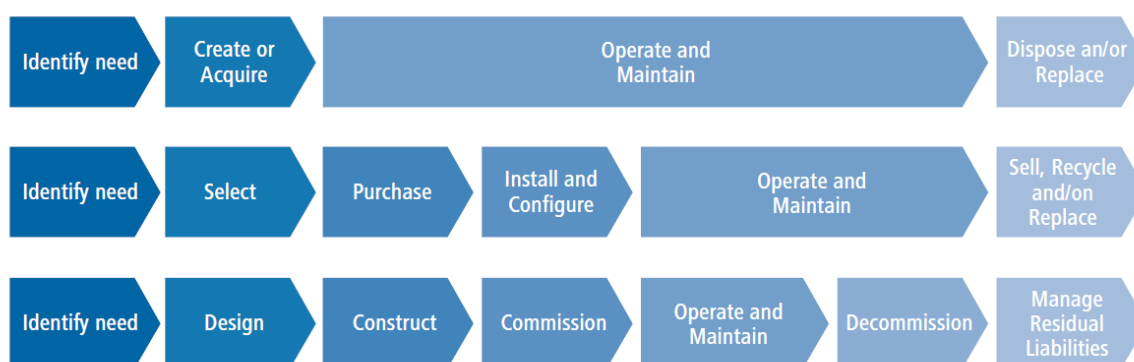 Identify need
Create or
Acquire
Operate and
Maintain
Dispose an/or
Replace
Identify need
Select
Purchase
Install and
Configure
Operate and
Maintain
Sell, Recycle
and/on
Replace
Identify need
Design
Construct
Commission
Operate and
Maintain
Decommission
Manage
Residual
Liabilities